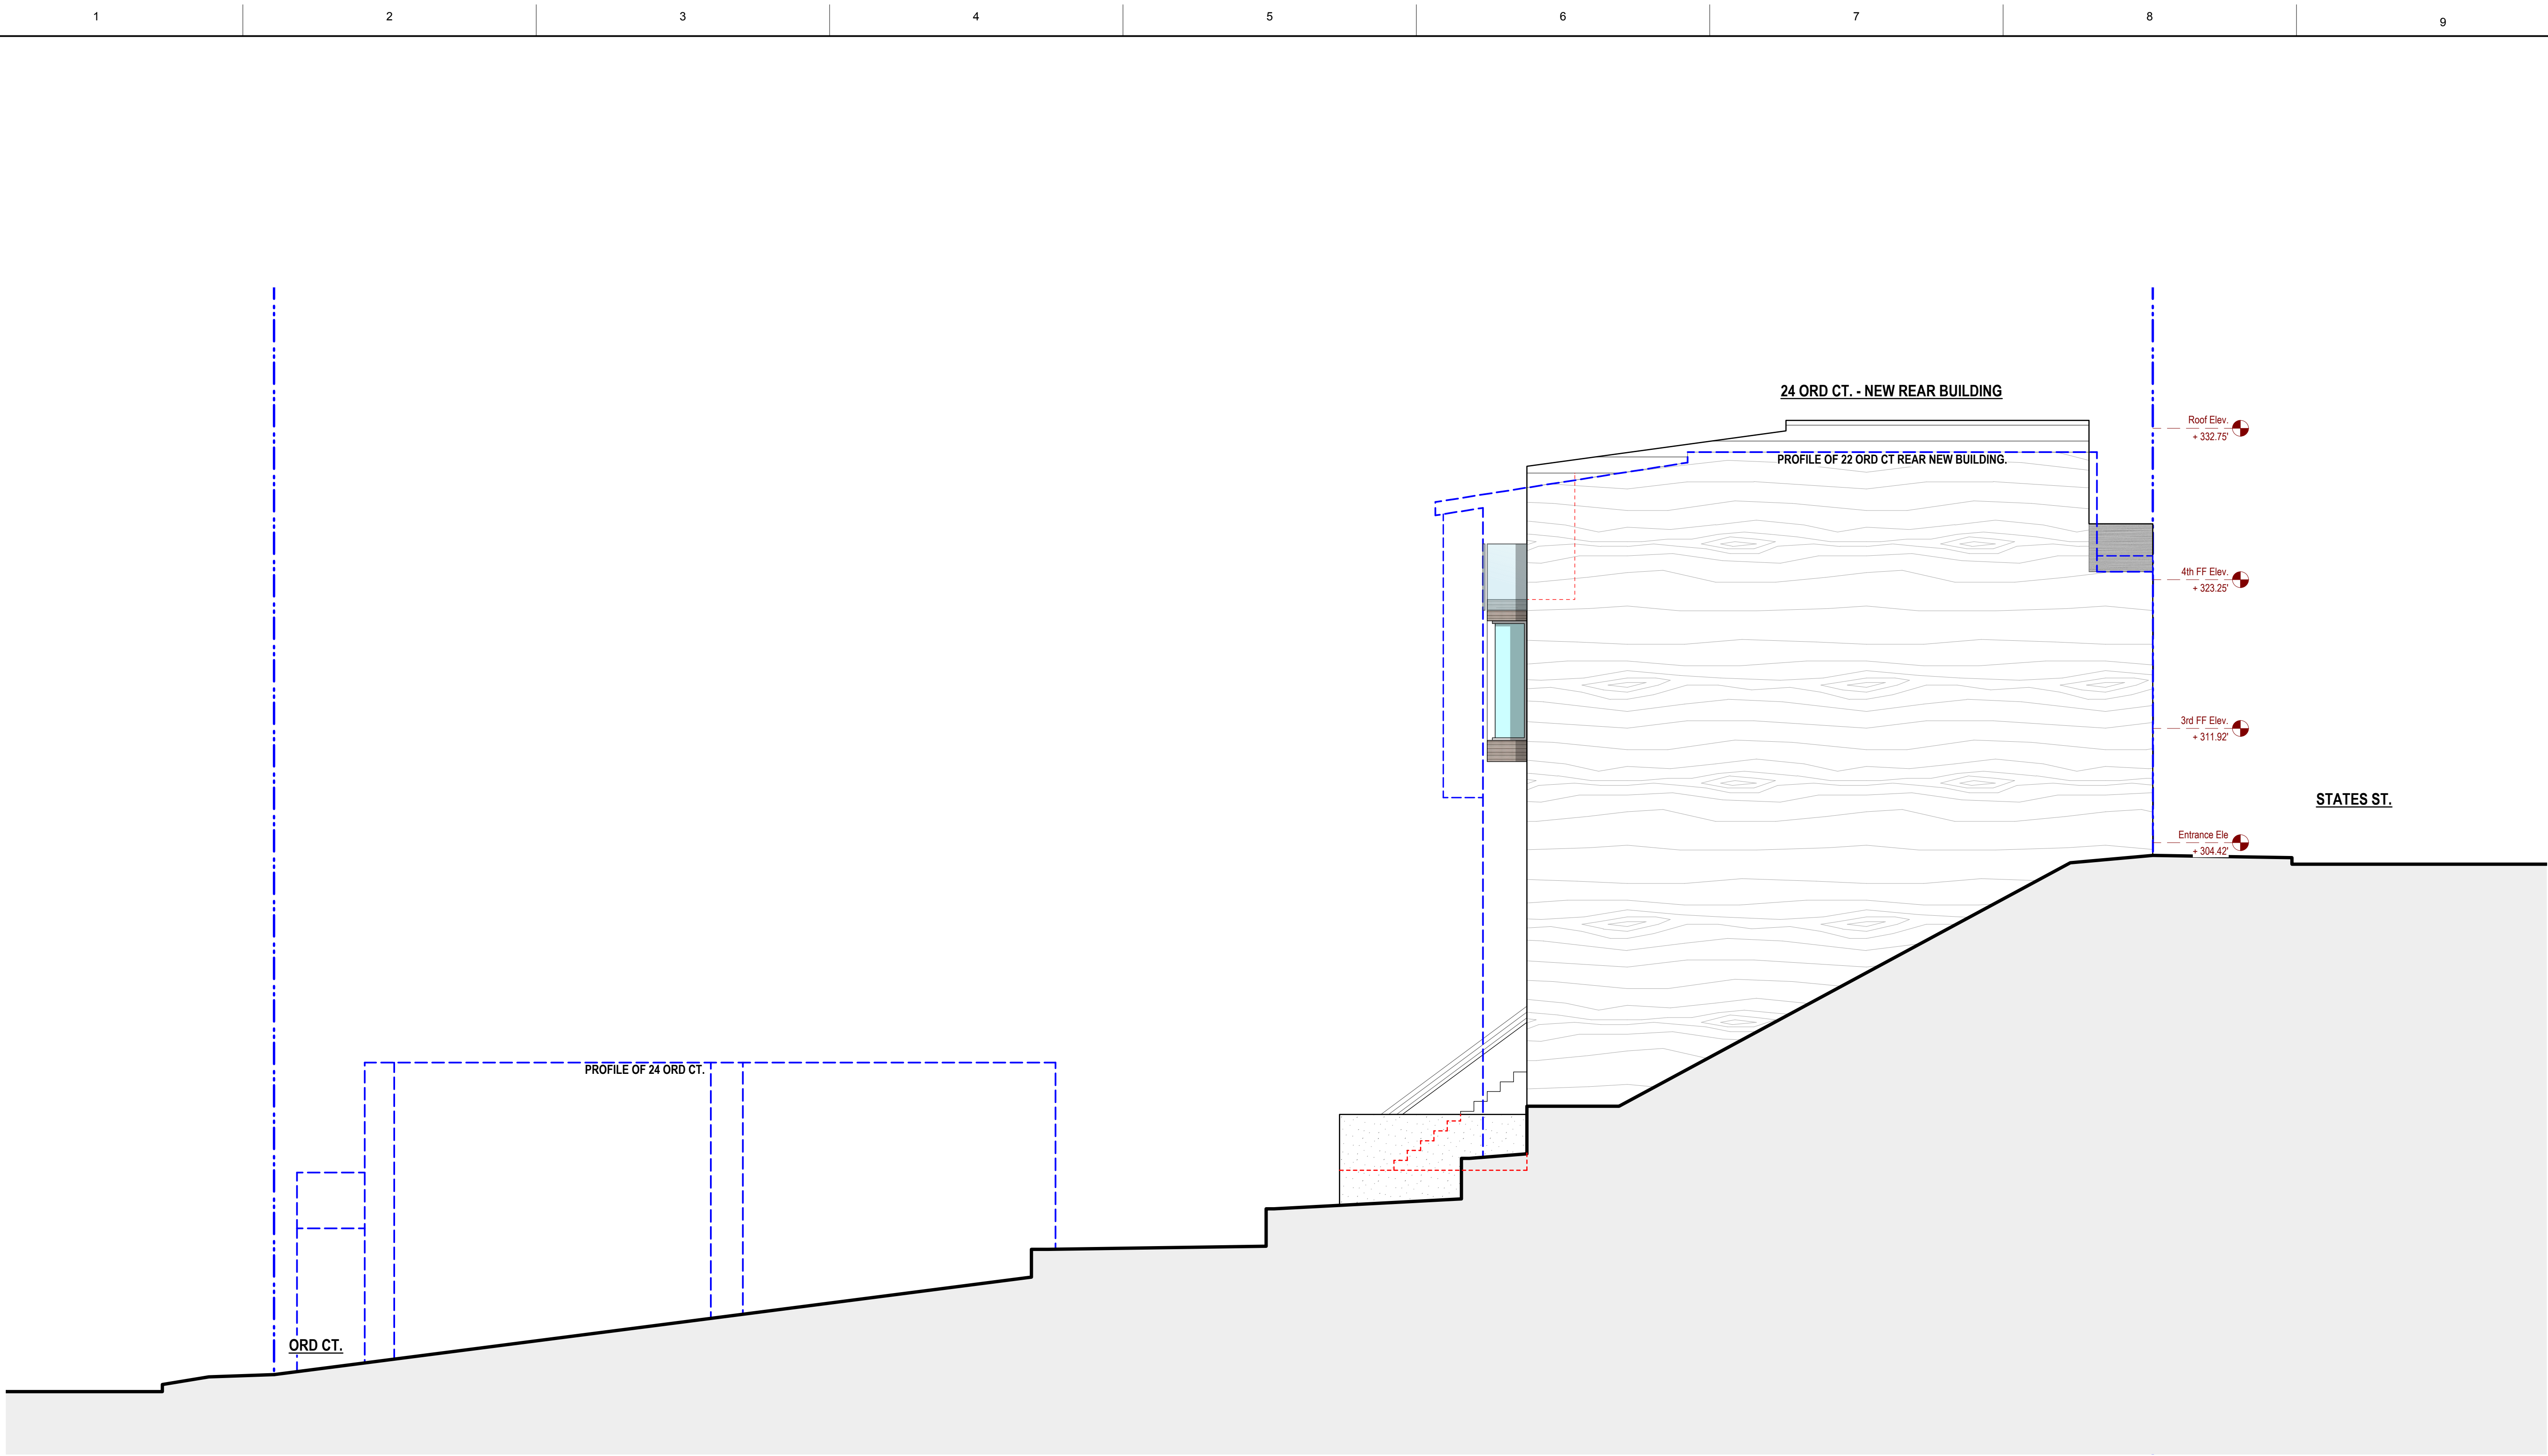 1 2 3 4 5 6 7 8 9
24 ORD CT. - NEW REAR BUILDING
Roof Elev.
+ 332.75'
PROFILE OF 22 ORD CT REAR NEW BUILDING.
4th FF Elev.
+ 323.25'
3rd FF Elev.
+ 311.92'
STATES ST.
Entrance Ele
+ 304.42'
PROFILE OF 24 ORD CT.
ORD CT.